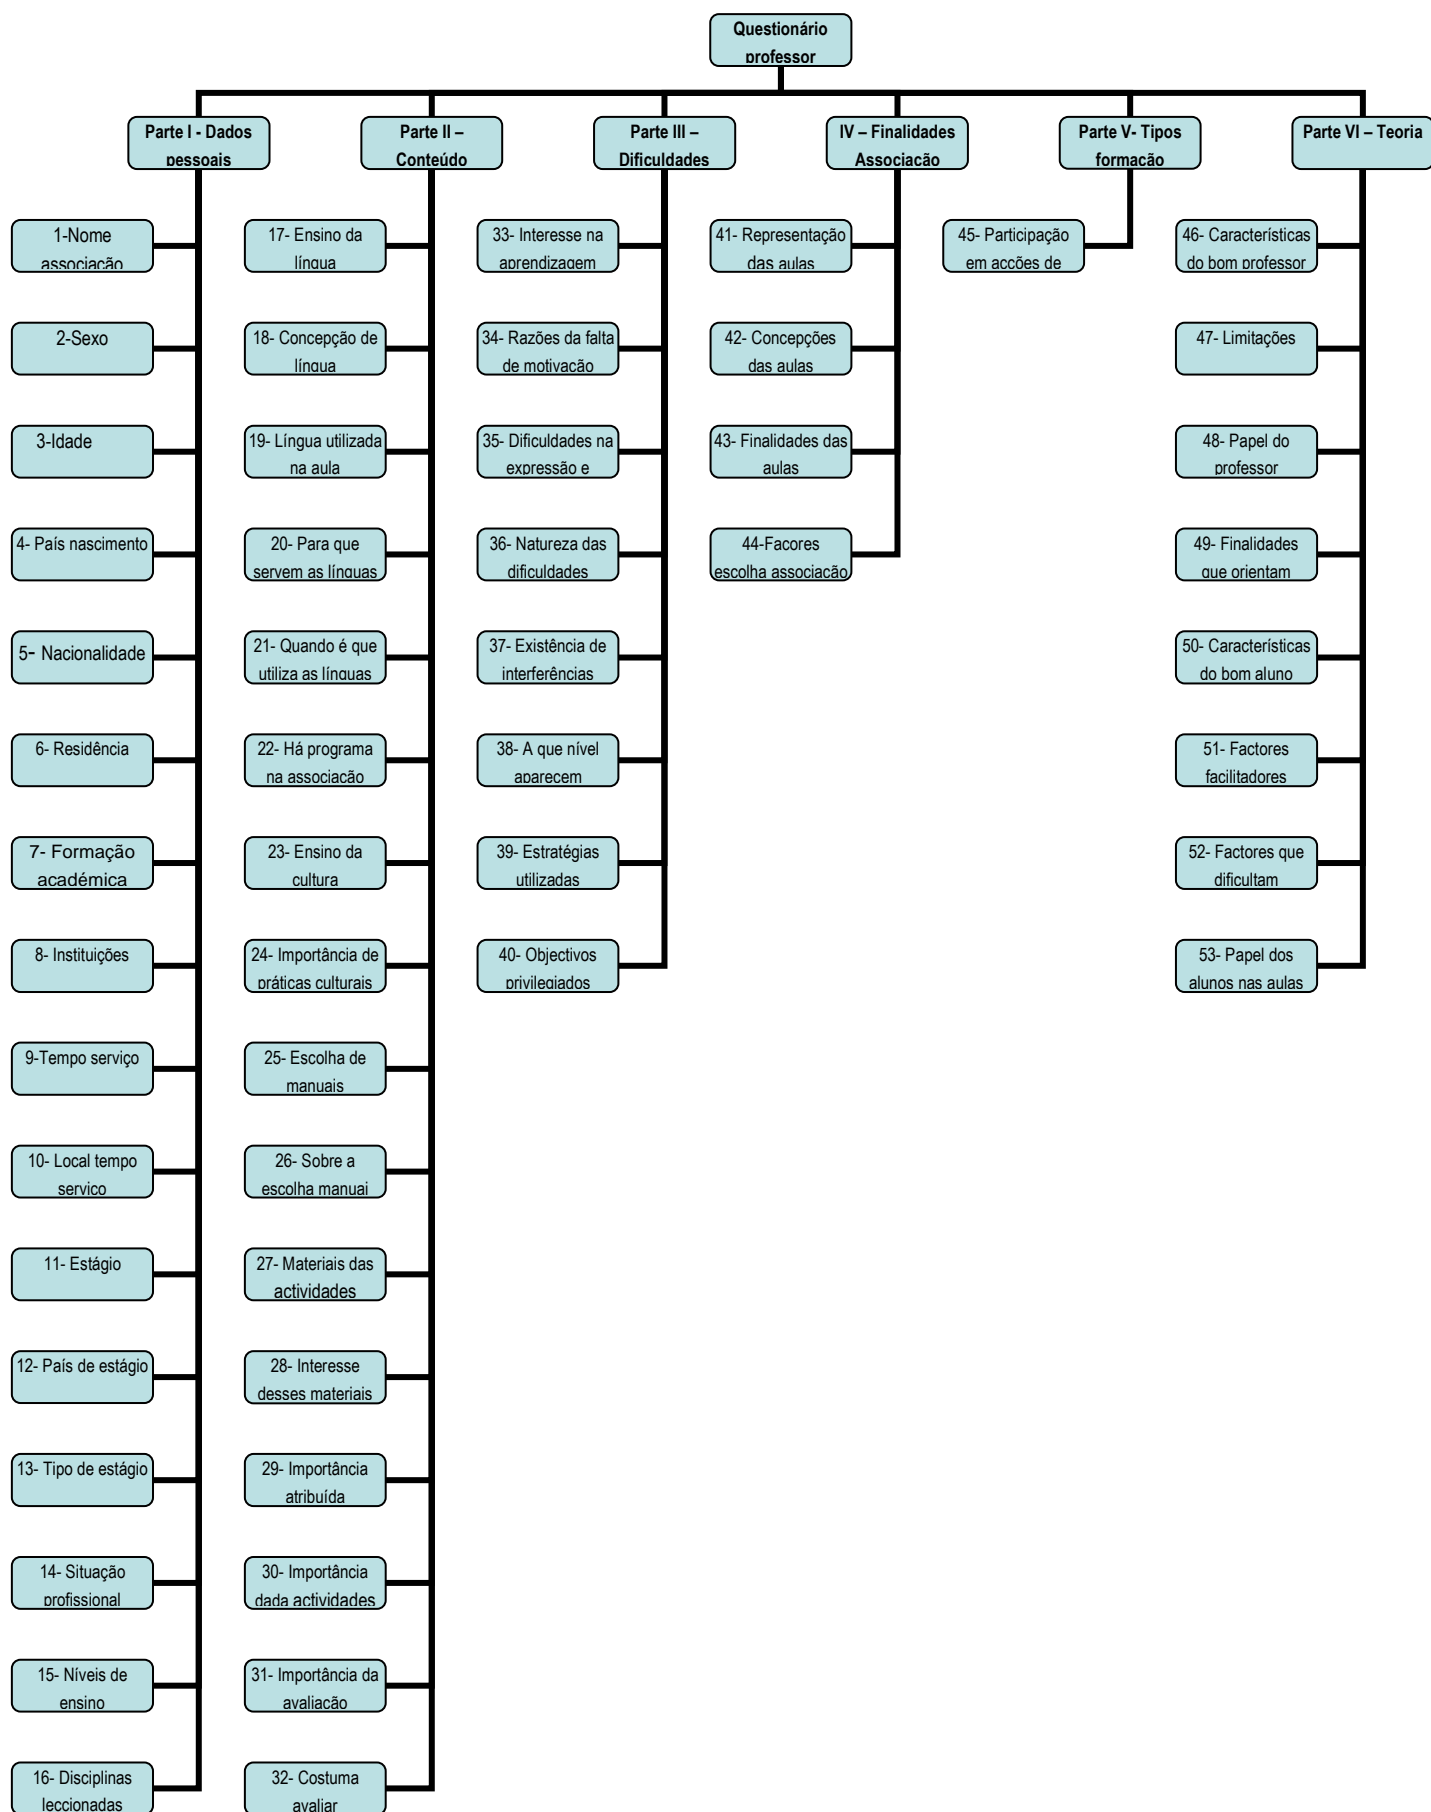 Questionário
professor
Parte I - Dados
pessoais
Parte II –
Conteúdo
Parte III –
Dificuldades
IV – Finalidades
Associação
Parte V- Tipos
formação
Parte VI – Teoria
1-Nome
associação
2-Sexo
3-Idade
4- País nascimento
5- Nacionalidade
6- Residência
7- Formação
académica
8- Instituições
9-Tempo serviço
10- Local tempo
serviço
11- Estágio
12- País de estágio
13- Tipo de estágio
14- Situação
profissional
15- Níveis de
ensino
16- Disciplinas
leccionadas
17- Ensino da
língua
18- Concepção de
língua
19- Língua utilizada
na aula
20- Para que
servem as línguas
21- Quando é que
utiliza as línguas
22- Há programa
na associação
23- Ensino da
cultura
24- Importância de
práticas culturais
25- Escolha de
manuais
26- Sobre a
escolha manuai
27- Materiais das
actividades
28- Interesse
desses materiais
29- Importância
atribuída
30- Importância
dada actividades
31- Importância da
avaliação
32- Costuma
avaliar
33- Interesse na
aprendizagem
34- Razões da falta
de motivação
35- Dificuldades na
expressão e
36- Natureza das
dificuldades
37- Existência de
interferências
38- A que nível
aparecem
39- Estratégias
utilizadas
40- Objectivos
privilegiados
41- Representação
das aulas
42- Concepções
das aulas
43- Finalidades das
aulas
44-Facores
escolha associação
45- Participação
em acções de
46- Características
do bom professor
47- Limitações
48- Papel do
professor
49- Finalidades
que orientam
50- Características
do bom aluno
51- Factores
facilitadores
52- Factores que
dificultam
53- Papel dos
alunos nas aulas